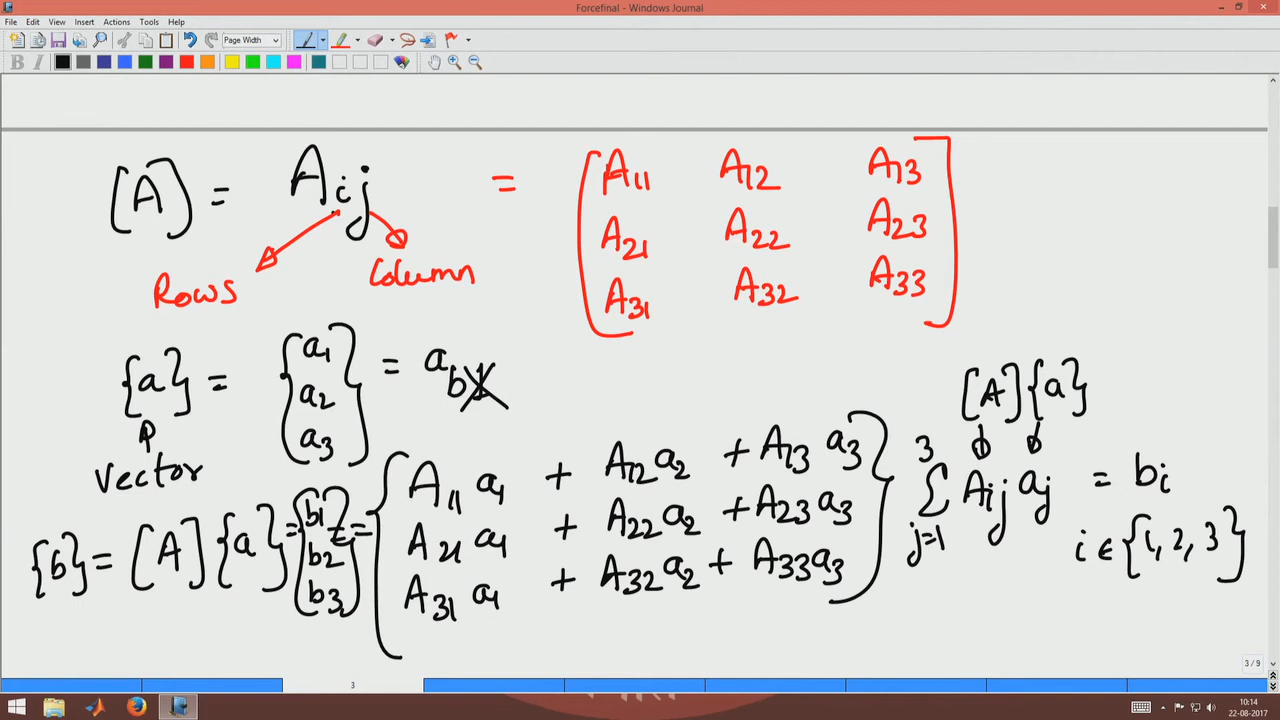 Forcefinal - Windows Journal
File Edit View Insert Actions Tools Help
Page Width
B I
[A] = Aij = [A11 A12 A13
A21 A22 A23
A31 A32 A33]
Rows Column
{a} = {a1
a2
a3} = a
vector
[A]{a}
{b} = [A]{a} = {b1
b2
b3} = {A11 a1 + A12 a2 + A13 a3
A21 a1 + A22 a2 + A23 a3
A31 a1 + A32 a2 + A33 a3}
3
Σ Aij aj = bi
j=1
i ∈ {1, 2, 3}
3 / 9
3
10:14
22-08-2017